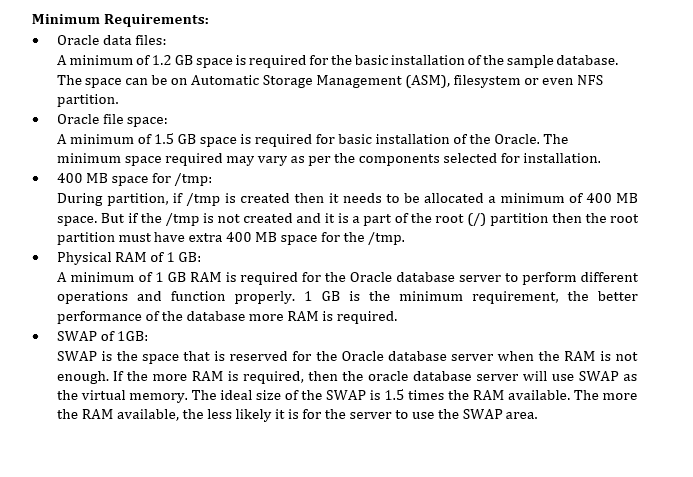 Minimum Requirements:
• Oracle data files:
A minimum of 1.2 GB space is required for the basic installation of the sample database.
The space can be on Automatic Storage Management (ASM), filesystem or even NFS
partition.
• Oracle file space:
A minimum of 1.5 GB space is required for basic installation of the Oracle. The
minimum space required may vary as per the components selected for installation.
• 400 MB space for /tmp:
During partition, if /tmp is created then it needs to be allocated a minimum of 400 MB
space. But if the /tmp is not created and it is a part of the root (/) partition then the root
partition must have extra 400 MB space for the /tmp.
• Physical RAM of 1 GB:
A minimum of 1 GB RAM is required for the Oracle database server to perform different
operations and function properly. 1 GB is the minimum requirement, the better
performance of the database more RAM is required.
• SWAP of 1GB:
SWAP is the space that is reserved for the Oracle database server when the RAM is not
enough. If the more RAM is required, then the oracle database server will use SWAP as
the virtual memory. The ideal size of the SWAP is 1.5 times the RAM available. The more
the RAM available, the less likely it is for the server to use the SWAP area.